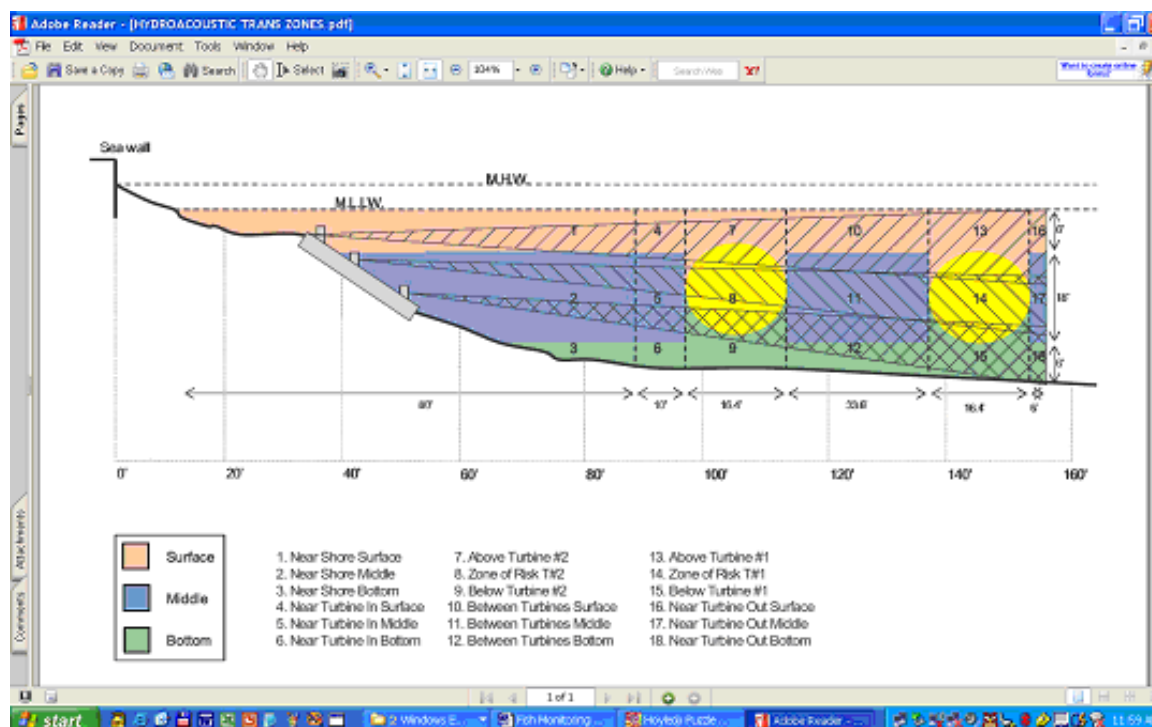 Adobe Reader - [HYDROACOUSTIC TRANS ZONES.pdf]
File Edit View Document Tools Window Help
Save a Copy Search Select 104% Help Search Web Y!
Pages
Attachments
Comments
Sea wall
M.H.W.
M.L.L.W.
1 4 7 10 13 16
2 5 8 11 14 17
3 6 9 12 15 18
6'
18'
10' 16.4' 33.6' 16.4' 6'
0' 20' 40' 60' 80' 100' 120' 140' 160'
Surface
Middle
Bottom
1. Near Shore Surface
2. Near Shore Middle
3. Near Shore Bottom
4. Near Turbine In Surface
5. Near Turbine In Middle
6. Near Turbine In Bottom
7. Above Turbine #2
8. Zone of Risk T#2
9. Below Turbine #2
10. Between Turbines Surface
11. Between Turbines Middle
12. Between Turbines Bottom
13. Above Turbine #1
14. Zone of Risk T#1
15. Below Turbine #1
16. Near Turbine Out Surface
17. Near Turbine Out Middle
18. Near Turbine Out Bottom
1 of 1
start 2 Windows E... Fish Monitoring ... Hoyteji Puzzle ... Adobe Reader - ... 11:59 A